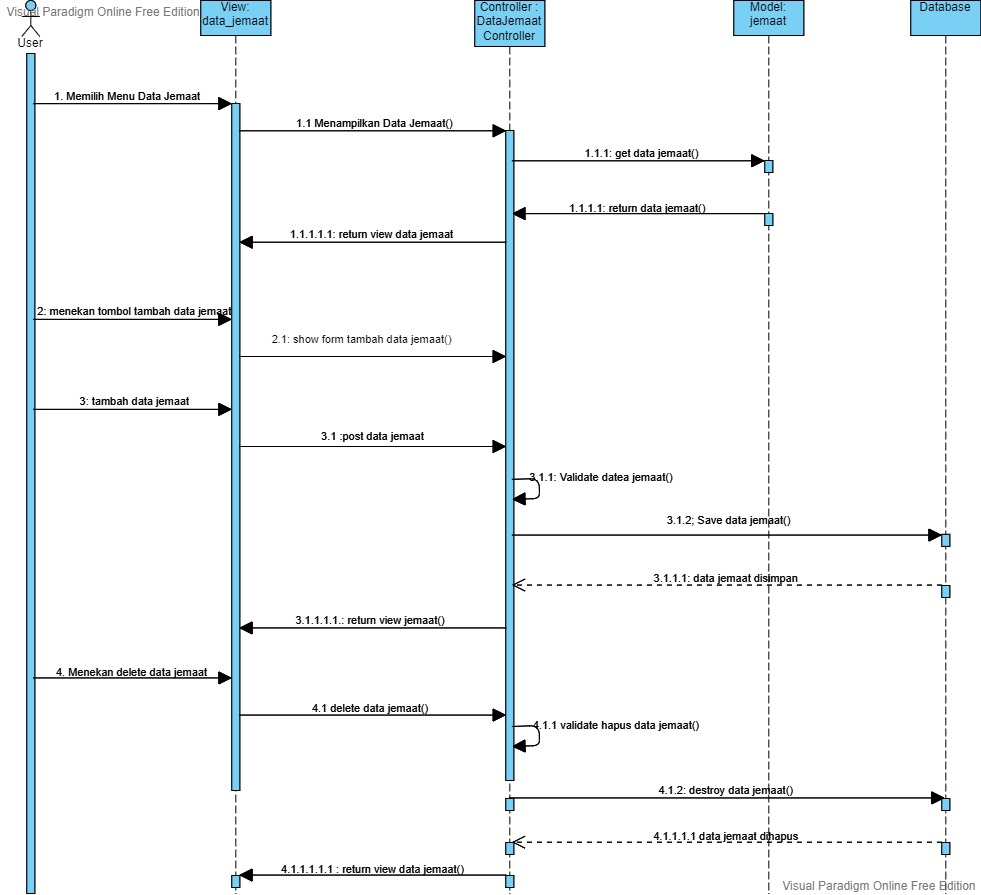 Visual Paradigm Online Free Edition
User
View:
data_jemaat
Controller :
DataJemaat
Controller
Model:
jemaat
Database
1. Memilih Menu Data Jemaat
1.1 Menampilkan Data Jemaat()
1.1.1: get data jemaat()
1.1.1.1: return data jemaat()
1.1.1.1.1: return view data jemaat
2: menekan tombol tambah data jemaat
2.1: show form tambah data jemaat()
3: tambah data jemaat
3.1 :post data jemaat
3.1.1: Validate datea jemaat()
3.1.2; Save data jemaat()
3.1.1.1: data jemaat disimpan
3.1.1.1.1.: return view jemaat()
4. Menekan delete data jemaat
4.1 delete data jemaat()
4.1.1 validate hapus data jemaat()
4.1.2: destroy data jemaat()
4.1.1.1.1 data jemaat dihapus
4.1.1.1.1.1 : return view data jemaat()
Visual Paradigm Online Free Edition